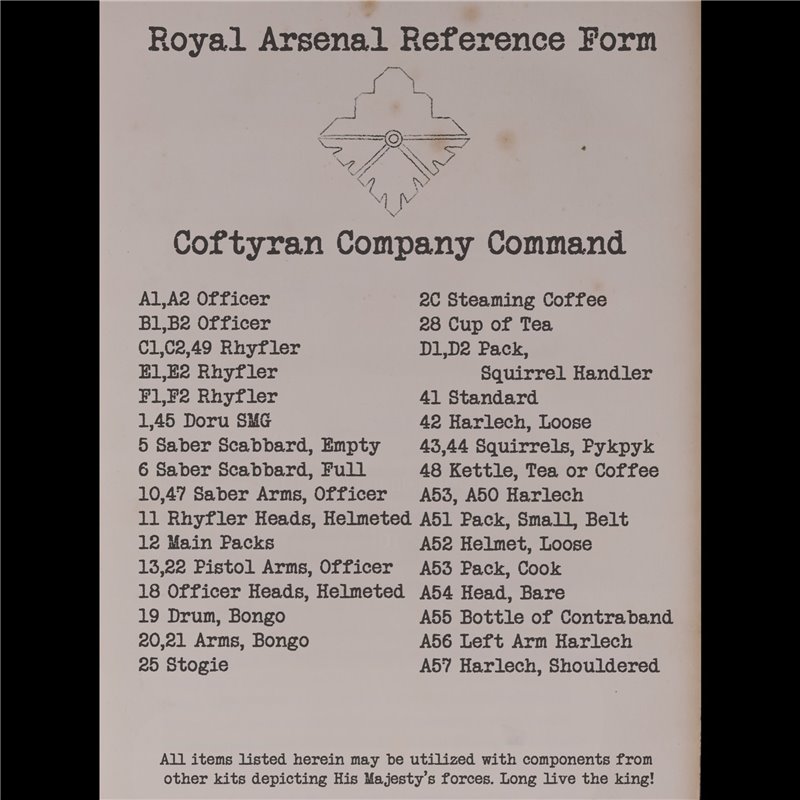 Royal Arsenal Reference Form
Coftyran Company Command
A1,A2 Officer
B1,B2 Officer
C1,C2,49 Rhyfler
E1,E2 Rhyfler
F1,F2 Rhyfler
1,45 Doru SMG
5 Saber Scabbard, Empty
6 Saber Scabbard, Full
10,47 Saber Arms, Officer
11 Rhyfler Heads, Helmeted
12 Main Packs
13,22 Pistol Arms, Officer
18 Officer Heads, Helmeted
19 Drum, Bongo
20,21 Arms, Bongo
25 Stogie
2C Steaming Coffee
28 Cup of Tea
D1,D2 Pack,
Squirrel Handler
41 Standard
42 Harlech, Loose
43,44 Squirrels, Pykpyk
48 Kettle, Tea or Coffee
A53, A50 Harlech
A51 Pack, Small, Belt
A52 Helmet, Loose
A53 Pack, Cook
A54 Head, Bare
A55 Bottle of Contraband
A56 Left Arm Harlech
A57 Harlech, Shouldered
All items listed herein may be utilized with components from
other kits depicting His Majesty's forces. Long live the king!